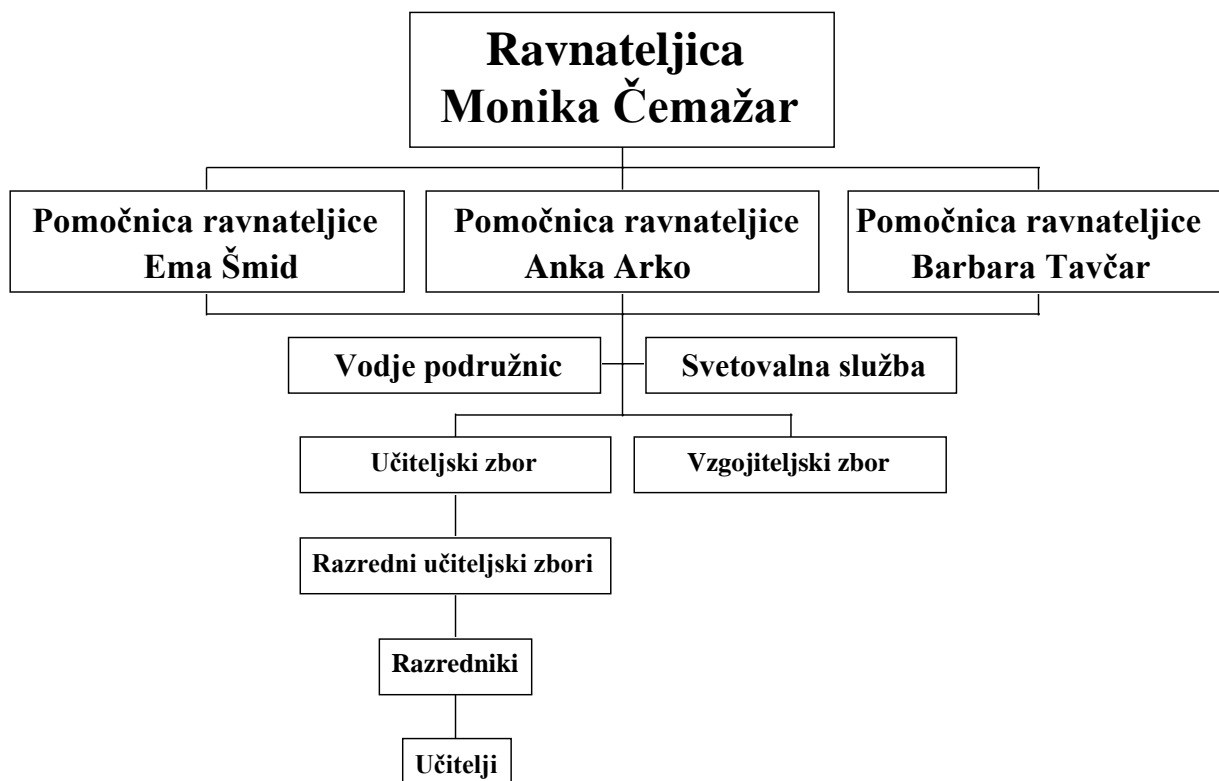 Ravnateljica
Monika Čemažar
Pomočnica ravnateljice
Ema Šmid
Pomočnica ravnateljice
Anka Arko
Pomočnica ravnateljice
Barbara Tavčar
Vodje podružnic
Svetovalna služba
Učiteljski zbor
Vzgojiteljski zbor
Razredni učiteljski zbori
Razredniki
Učitelji